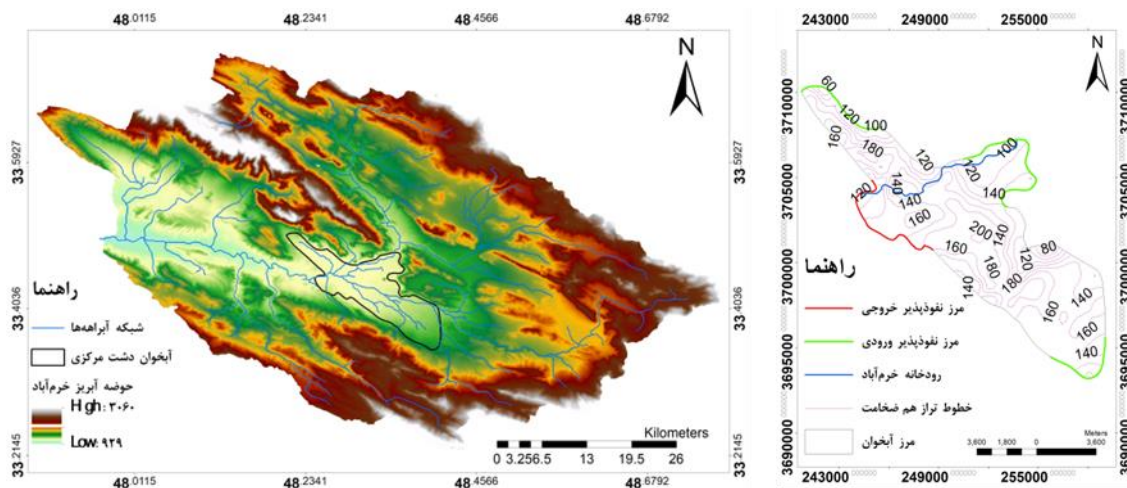 48.0115 48.2341 48.4566 48.6792
N
33.5927 33.5927
33.4036 33.4036
33.2145 33.2145
راهنما
شبکه آبراهه‌ها
آبخوان دشت مرکزی
حوضه آبریز خرم‌آباد
High : ۳۰۶۰
Low : ۹۲۹
Kilometers
0 3.25 6.5 13 19.5 26
48.0115 48.2341 48.4566 48.6792
243000 249000 255000
N
3710000 3710000
3705000 3705000
3700000 3700000
3695000 3695000
3690000 3690000
60
120
100
160
180
120
100
120
140
140
120
140
160
200
140
160
80
120
180
180
140
140
160
160
140
راهنما
مرز نفوذپذیر خروجی
مرز نفوذپذیر ورودی
رودخانه خرم‌آباد
خطوط تراز هم ضخامت
مرز آبخوان
Meters
3,600 1,800 0 3,600
243000 249000 255000